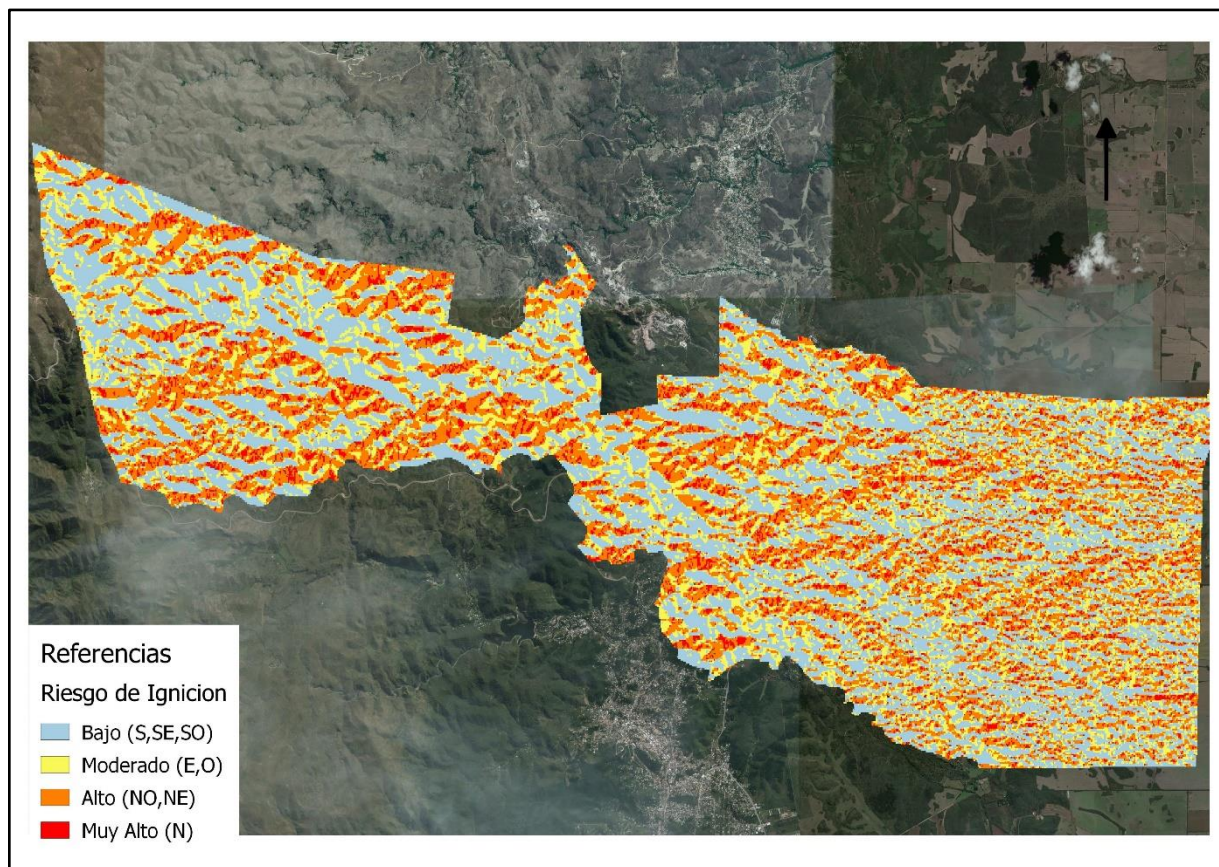 Referencias
Riesgo de Ignicion
Bajo (S,SE,SO)
Moderado (E,O)
Alto (NO,NE)
Muy Alto (N)